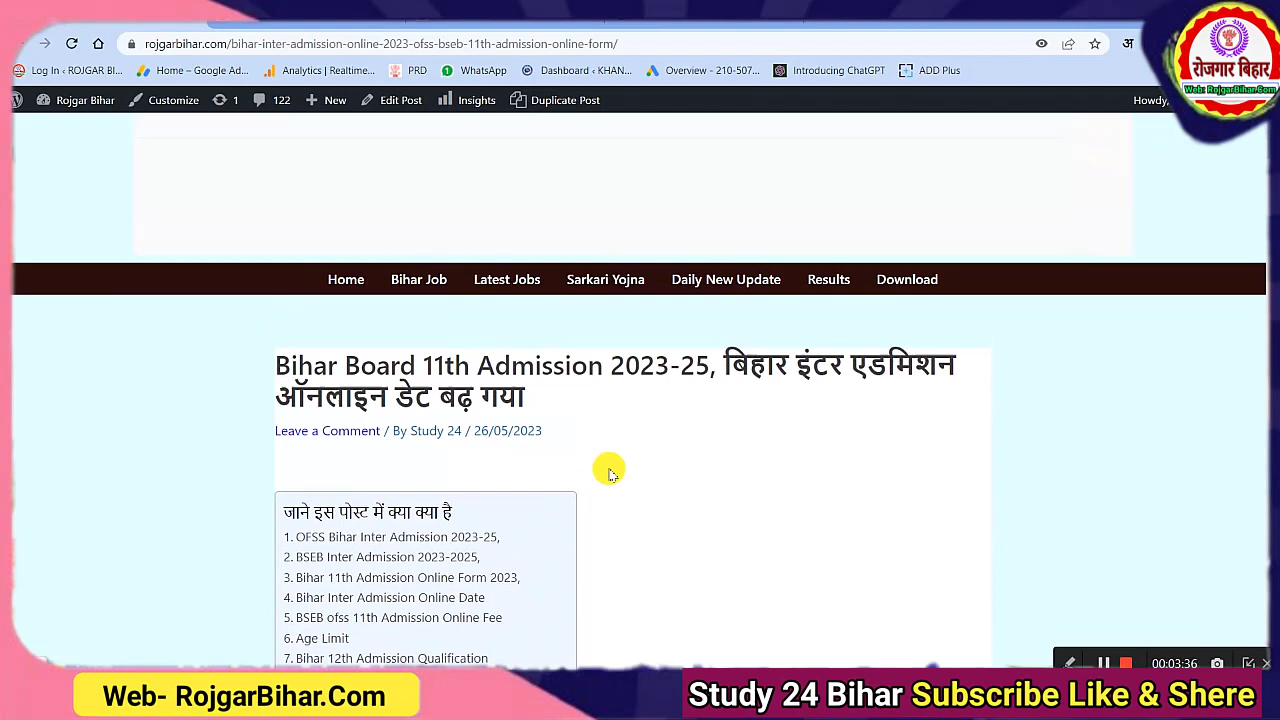 रोजगार बिहार
Web: RojgarBihar.Com
rojgarbihar.com/bihar-inter-admission-online-2023-ofss-bseb-11th-admission-online-form/
अ
Log In ‹ ROJGAR BI...
Home – Google Ad...
Analytics | Realtime...
PRD
board ‹ KHAN...
Overview - 210-507...
ChatGPT
Rojgar Bihar
Customize
1
122
New
Edit Post
Insights
Duplicate Post
Howdy,
Home Bihar Job Latest Jobs Sarkari Yojna Daily New Update Results Download
Bihar Board 11th Admission 2023-25, बिहार इंटर एडमिशन
ऑनलाइन डेट बढ़ गया
Leave a Comment / By Study 24 / 26/05/2023
जाने इस पोस्ट में क्या क्या है
1. OFSS Bihar Inter Admission 2023-25,
2. BSEB Inter Admission 2023-2025,
3. Bihar 11th Admission Online Form 2023,
4. Bihar Inter Admission Online Date
5. BSEB ofss 11th Admission Online Fee
6. Age Limit
7. Bihar 12th Admission Qualification
00:03:36
Web- RojgarBihar.Com
Study 24 Bihar Subscribe Like & Shere